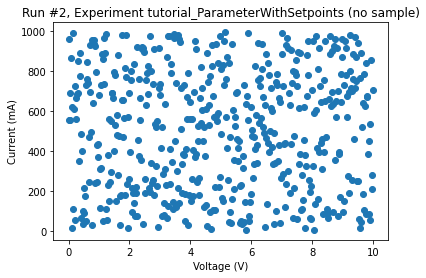 Run #2, Experiment tutorial_ParameterWithSetpoints (no sample)
1000
800
600
400
200
0
Current (mA)
0 2 4 6 8 10
Voltage (V)